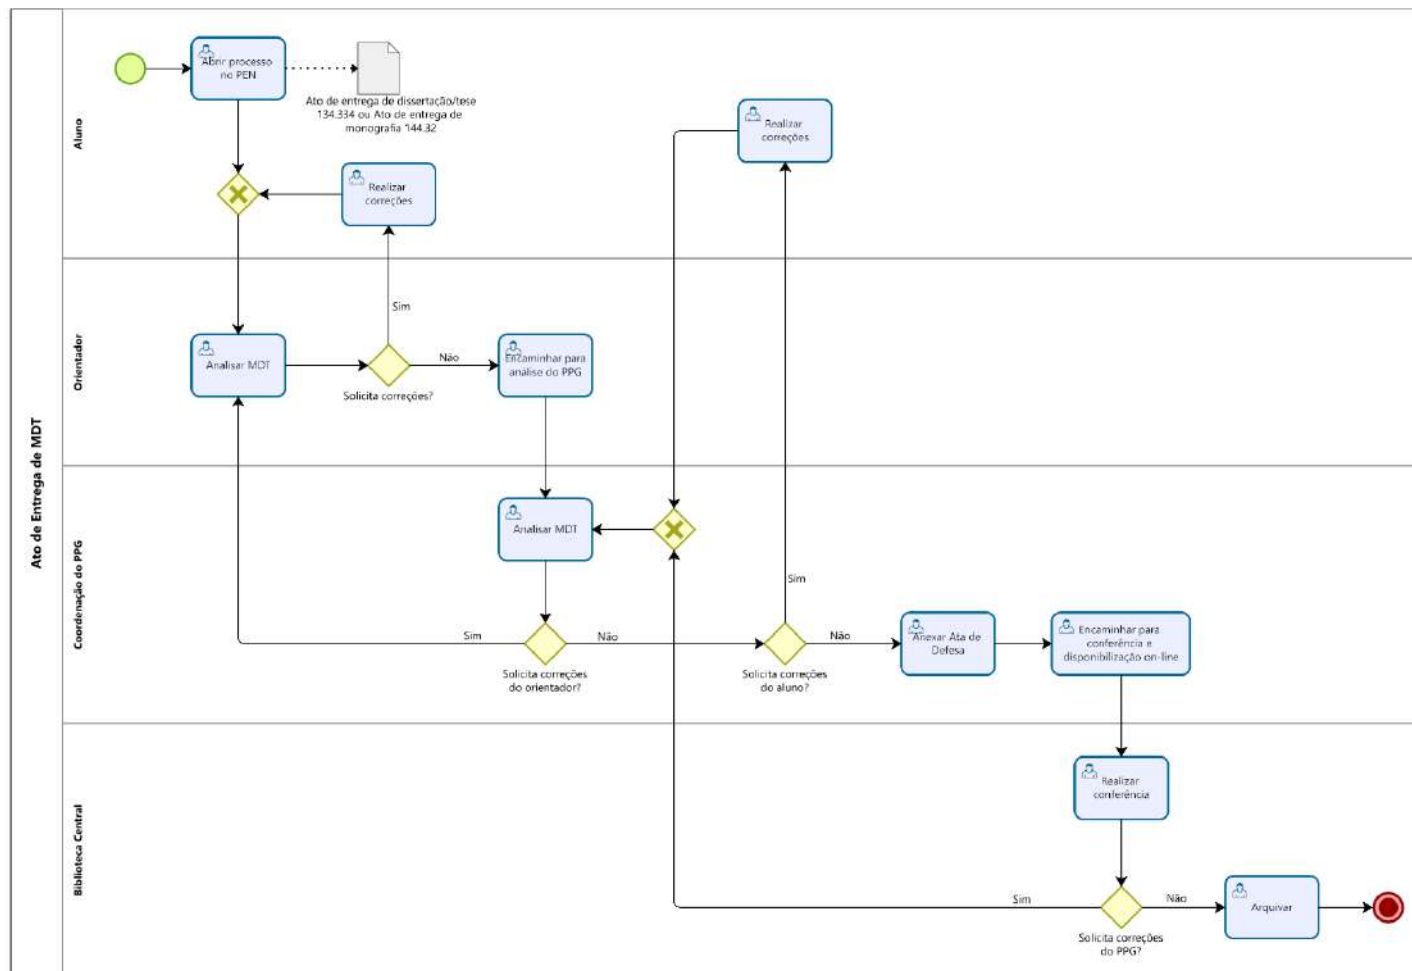 Ato de Entrega de MDT
Aluno
Abrir processo
no PEN
Ato de entrega de dissertação/tese
134.334 ou Ato de entrega de
monografia 144.32
Realizar
correções
Realizar
correções
Orientador
Sim
Analisar MDT
Não
Encaminhar para
análise do PPG
Solicita correções?
Coordenação do PPG
Analisar MDT
Sim
Sim
Não
Não
Anexar Ata de
Defesa
Encaminhar para
conferência e
disponibilização on-line
Solicita correções
do orientador?
Solicita correções
do aluno?
Biblioteca Central
Realizar
conferência
Sim
Não
Arquivar
Solicita correções
do PPG?